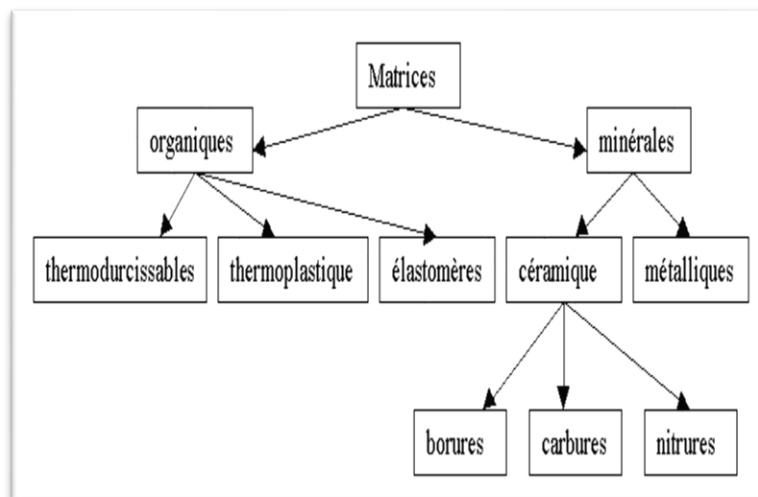 Matrices
organiques
minérales
thermodurcissables
thermoplastique
élastomères
céramique
métalliques
borures
carbures
nitrures